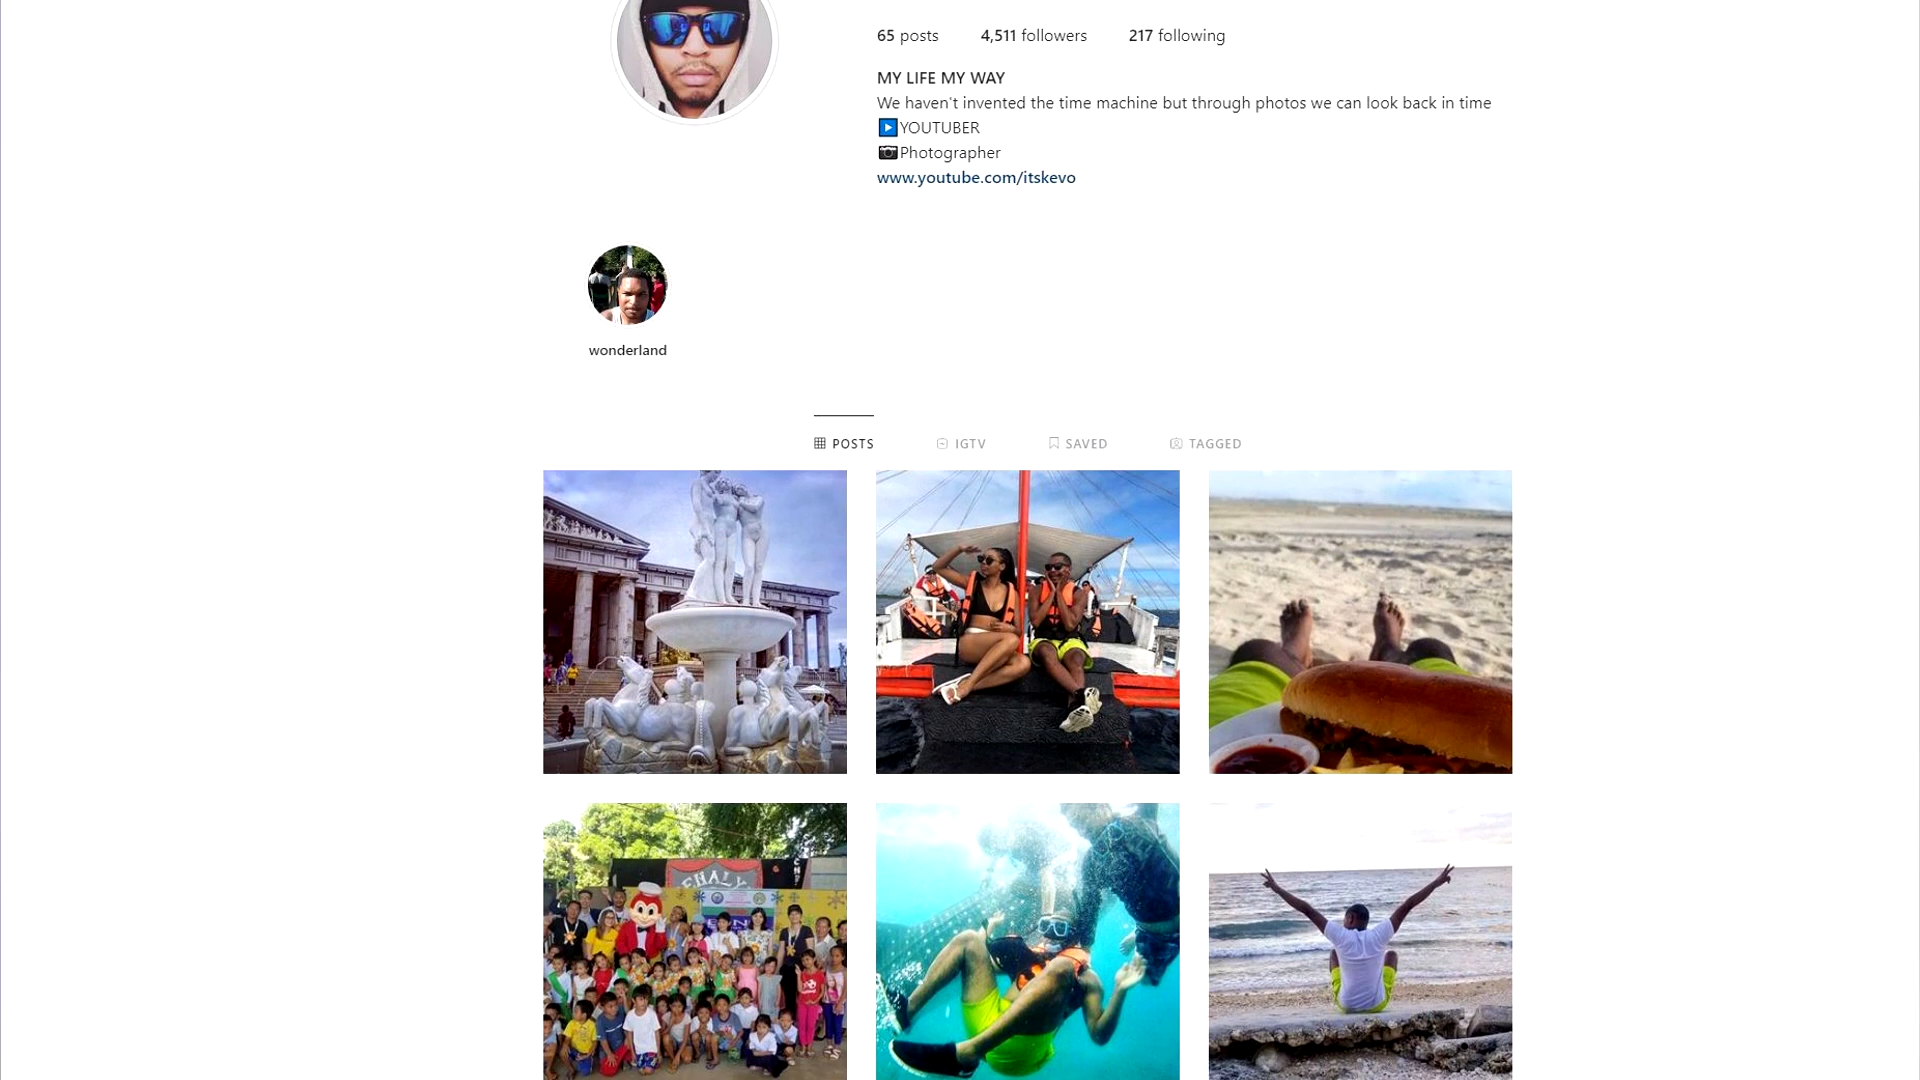 65 posts 4,511 followers 217 following
MY LIFE MY WAY
We haven't invented the time machine but through photos we can look back in time
YOUTUBER
Photographer
www.youtube.com/itskevo
wonderland
POSTS IGTV SAVED TAGGED